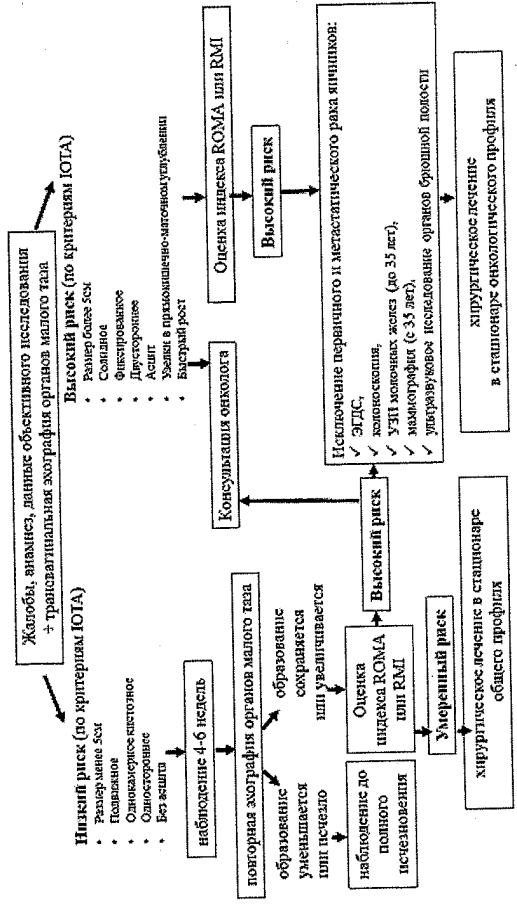 Жалобы, анамнез, данные объективного исследования
+ трансвагинальная эхография органов малого таза
Низкий риск (по критериям IOTA)
• Размер менее 5см
• Подвижное
• Однокамерное кистозное
• Одностороннее
• Без асцита
наблюдение 4-6 недель
повторная эхография органов малого таза
образование
уменьшается
или исчезло
наблюдение до
полного
исчезновения
образование
сохраняется
или увеличивается
Оценка
индекса ROMA
или RMI
Умеренный риск
хирургическое лечение в стационаре
общего профиля
Высокий риск
Консультация онколога
Высокий риск (по критериям IOTA)
• Размер более 5см
• Солидное
• Фиксированное
• Двустороннее
• Асцит
• Узелки в прямокишечно-маточном углублении
• Быстрый рост
Оценка индекса ROMA или RMI
Высокий риск
Исключение первичного и метастатического рака яичников:
✓ ЭГДС,
✓ колоноскопия,
✓ УЗИ молочных желез (до 35 лет),
✓ маммография (с 35 лет),
✓ ультразвуковое исследование органов брюшной полости
хирургическое лечение
в стационаре онкологического профиля